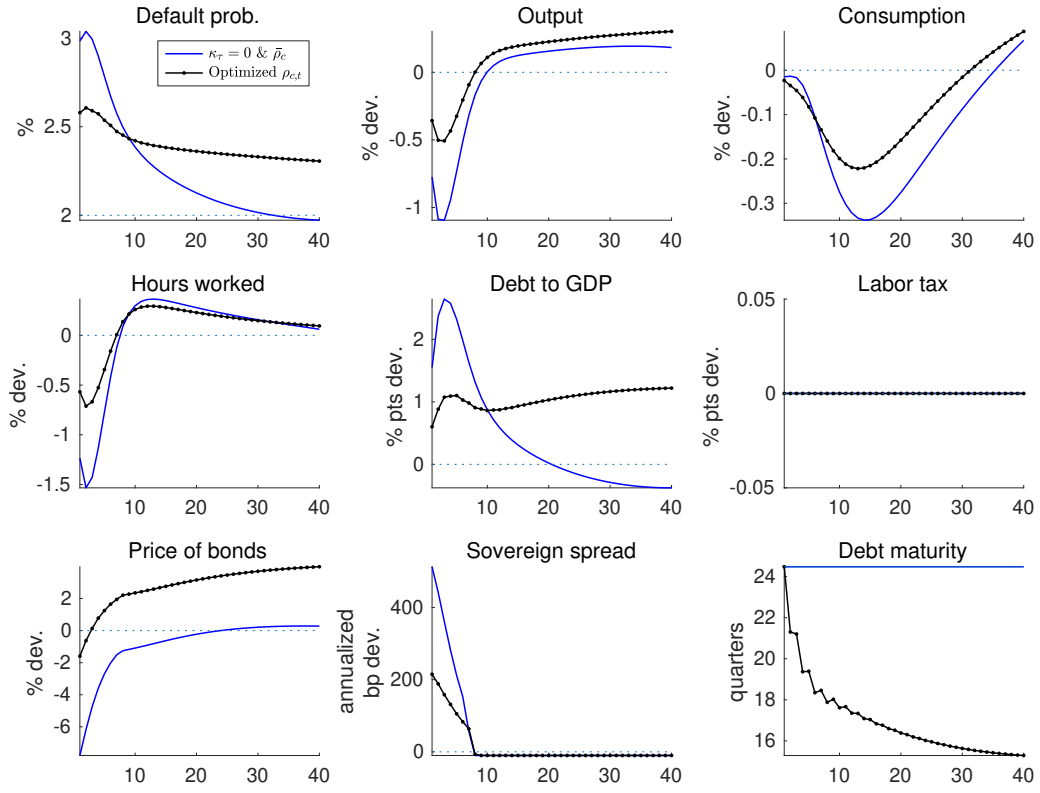 Default prob.
Output
Consumption
3
2.5
2
%
κτ = 0 & ρ̄c
Optimized ρc,t
10 20 30 40
0
-0.5
-1
% dev.
10 20 30 40
0
-0.1
-0.2
-0.3
% dev.
10 20 30 40
Hours worked
Debt to GDP
Labor tax
0
-0.5
-1
-1.5
% dev.
10 20 30 40
2
1
0
% pts dev.
10 20 30 40
0.05
0
-0.05
% pts dev.
10 20 30 40
Price of bonds
Sovereign spread
Debt maturity
2
0
-2
-4
-6
% dev.
10 20 30 40
400
200
0
annualized
bp dev.
10 20 30 40
24
22
20
18
16
quarters
10 20 30 40